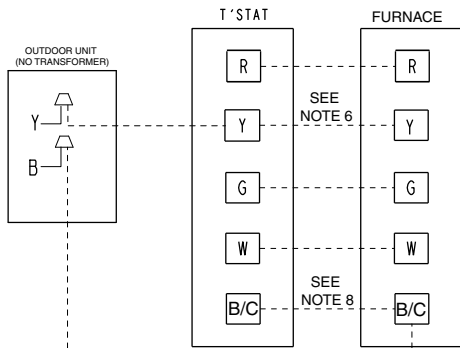 T'STAT
FURNACE
OUTDOOR UNIT
(NO TRANSFORMER)
Y
B
R
R
SEE
NOTE 6
Y
Y
G
G
W
W
SEE
NOTE 8
B/C
B/C